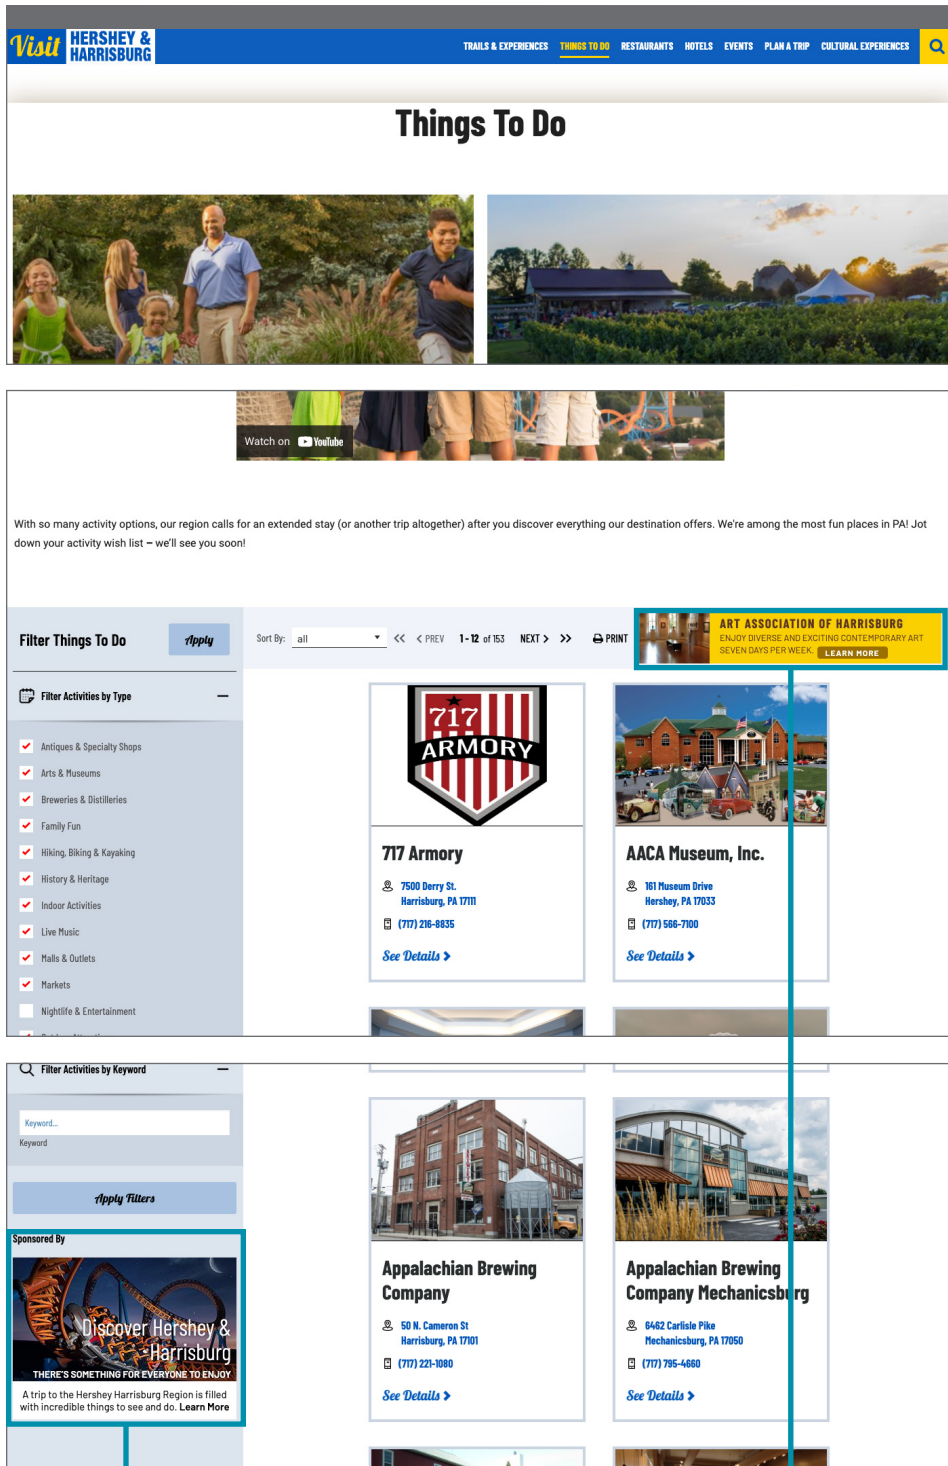 Visit HERSHEY &
HARRISBURG
TRAILS & EXPERIENCES THINGS TO DO RESTAURANTS HOTELS EVENTS PLAN A TRIP CULTURAL EXPERIENCES
Things To Do
Watch on YouTube
With so many activity options, our region calls for an extended stay (or another trip altogether) after you discover everything our destination offers. We're among the most fun places in PA! Jot
down your activity wish list – we'll see you soon!
Filter Things To Do
Apply
Sort By: all
<< < PREV 1 - 12 of 153 NEXT > >> PRINT
ART ASSOCIATION OF HARRISBURG
ENJOY DIVERSE AND EXCITING CONTEMPORARY ART
SEVEN DAYS PER WEEK. LEARN MORE
Filter Activities by Type
Antiques & Specialty Shops
Arts & Museums
Breweries & Distilleries
Family Fun
Hiking, Biking & Kayaking
History & Heritage
Indoor Activities
Live Music
Malls & Outlets
Markets
Nightlife & Entertainment
717
ARMORY
717 Armory
7500 Derry St.
Harrisburg, PA 17111
(717) 216-8835
See Details >
AACA Museum, Inc.
161 Museum Drive
Hershey, PA 17033
(717) 566-7100
See Details >
Filter Activities by Keyword
Keyword...
Keyword
Apply Filters
Sponsored By
Discover Hershey &
Harrisburg
THERE'S SOMETHING FOR EVERYONE TO ENJOY
A trip to the Hershey Harrisburg Region is filled
with incredible things to see and do. Learn More
Appalachian Brewing
Company
50 N. Cameron St
Harrisburg, PA 17101
(717) 221-1080
See Details >
Appalachian Brewing
Company Mechanicsburg
6462 Carlisle Pike
Mechanicsburg, PA 17050
(717) 795-4660
See Details >